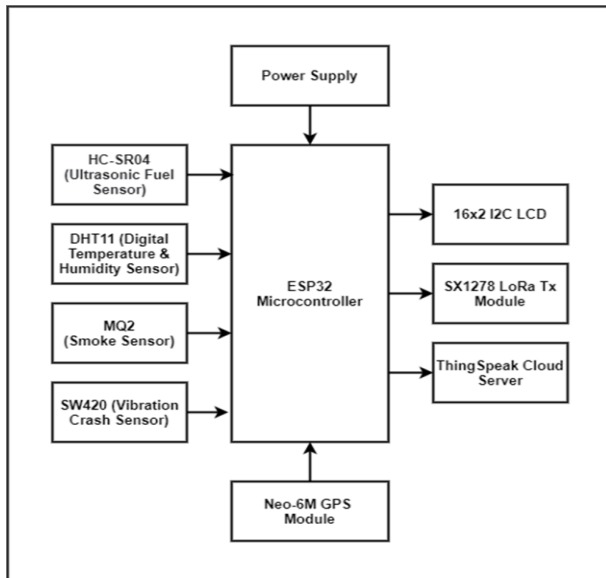 Power Supply
HC-SR04
(Ultrasonic Fuel
Sensor)
DHT11 (Digital
Temperature &
Humidity Sensor)
MQ2
(Smoke Sensor)
SW420 (Vibration
Crash Sensor)
ESP32
Microcontroller
16x2 I2C LCD
SX1278 LoRa Tx
Module
ThingSpeak Cloud
Server
Neo-6M GPS
Module